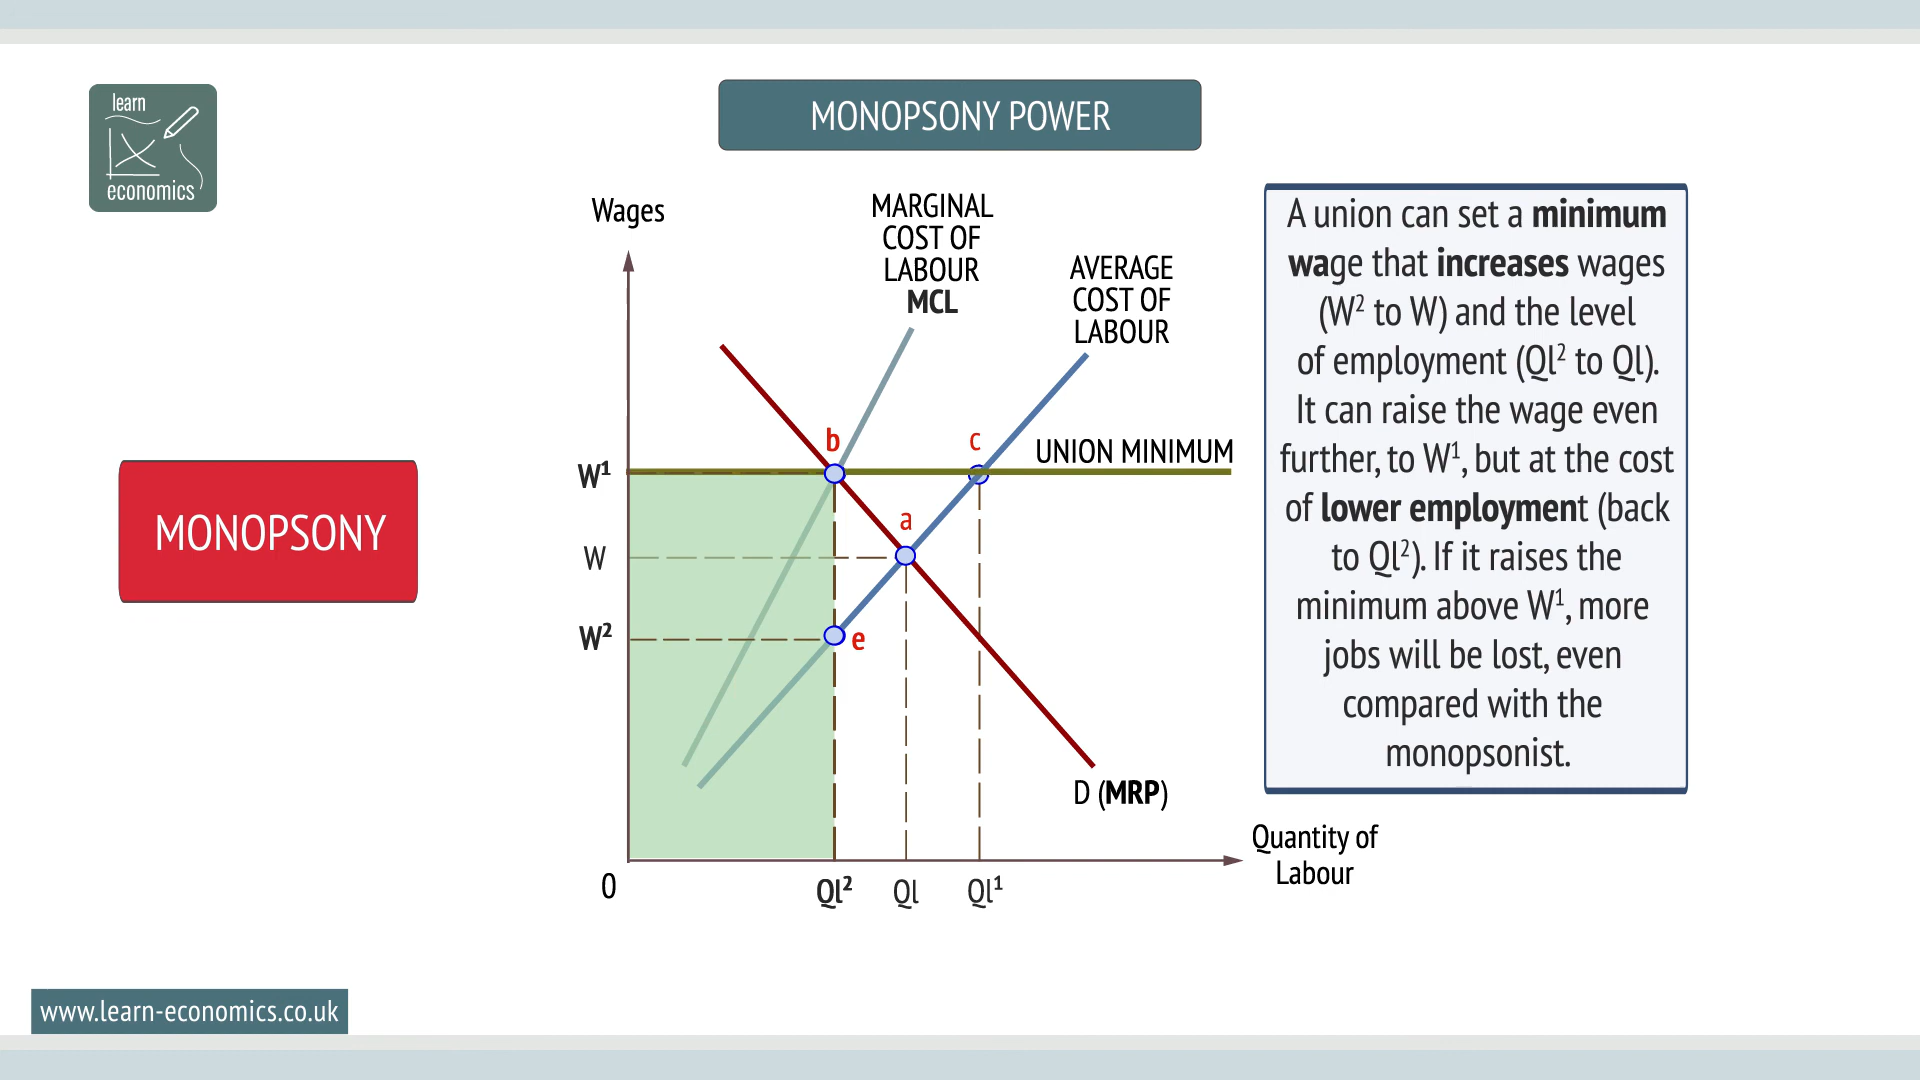 learn
economics
MONOPSONY POWER
Wages
MARGINAL
COST OF
LABOUR
MCL
AVERAGE
COST OF
LABOUR
A union can set a minimum
wage that increases wages
(W² to W) and the level
of employment (Ql² to Ql).
It can raise the wage even
further, to W¹, but at the cost
of lower employment (back
to Ql²). If it raises the
minimum above W¹, more
jobs will be lost, even
compared with the
monopsonist.
MONOPSONY
b
c
UNION MINIMUM
W¹
a
W
W²
e
D (MRP)
Quantity of
Labour
0
Ql²
Ql
Ql¹
www.learn-economics.co.uk